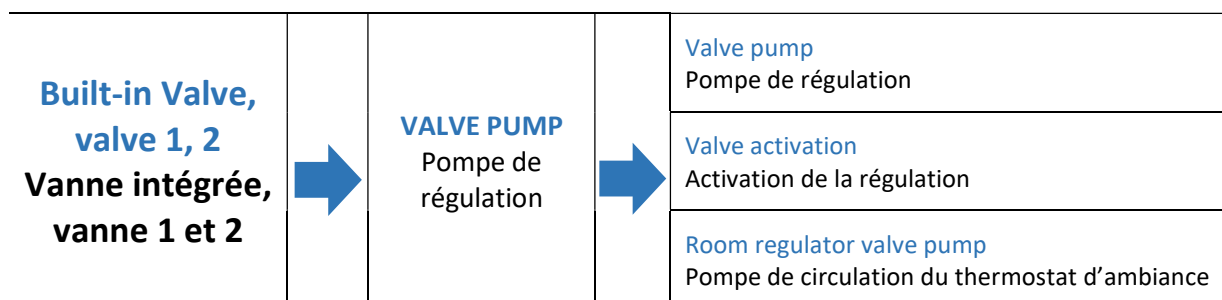 Built-in Valve,
valve 1, 2
Vanne intégrée,
vanne 1 et 2
VALVE PUMP
Pompe de
régulation
Valve pump
Pompe de régulation
Valve activation
Activation de la régulation
Room regulator valve pump
Pompe de circulation du thermostat d’ambiance